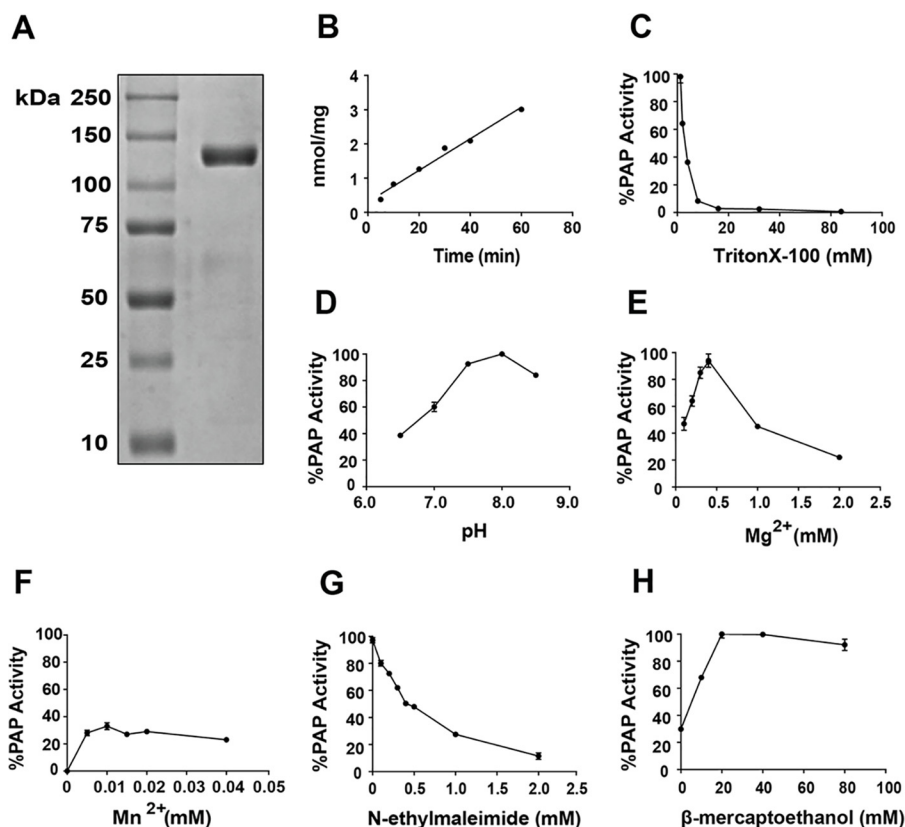 A
B
C
kDa 250
150
100
75
50
25
10
nmol/mg
4
3
2
1
0
0 20 40 60 80
Time (min)
%PAP Activity
100
80
60
40
20
0
0 20 40 60 80 100
TritonX-100 (mM)
D
E
%PAP Activity
100
80
60
40
20
0
6.0 7.0 8.0 9.0
pH
%PAP Activity
100
80
60
40
20
0
0 0.5 1.0 1.5 2.0 2.5
Mg2+ (mM)
F
G
H
%PAP Activity
100
80
60
40
20
0
0 0.01 0.02 0.03 0.04 0.05
Mn 2+ (mM)
%PAP Activity
100
80
60
40
20
0
0 0.5 1.0 1.5 2.0 2.5
N-ethylmaleimide (mM)
%PAP Activity
100
80
60
40
20
0
0 20 40 60 80 100
β-mercaptoethanol (mM)